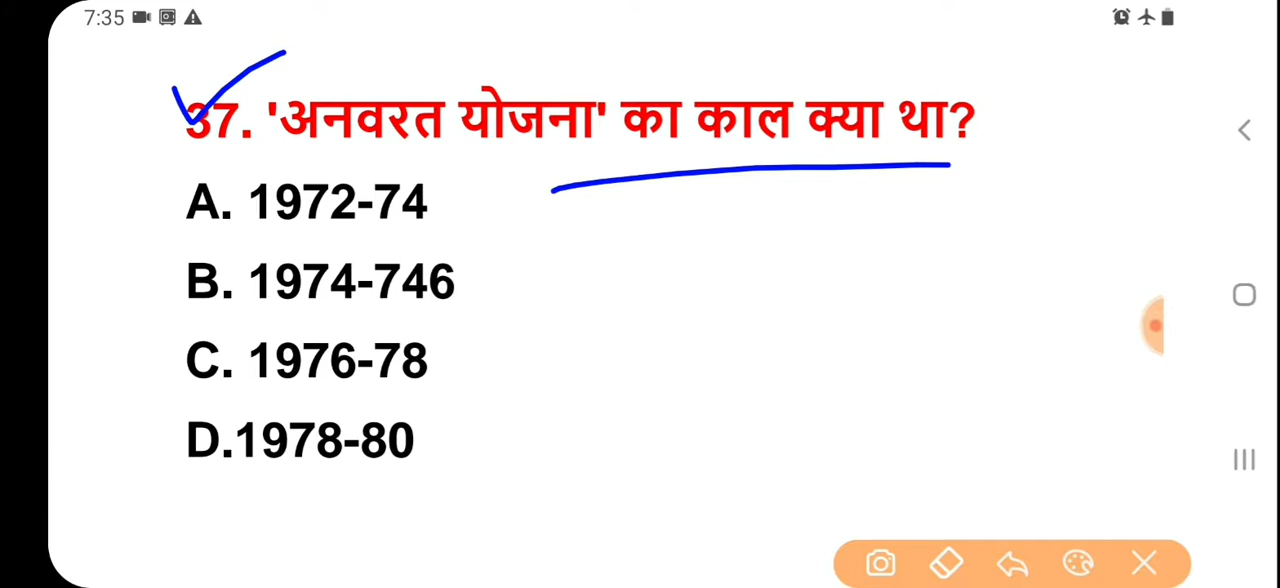 7:35
37. 'अनवरत योजना' का काल क्या था?
A. 1972-74
B. 1974-746
C. 1976-78
D.1978-80